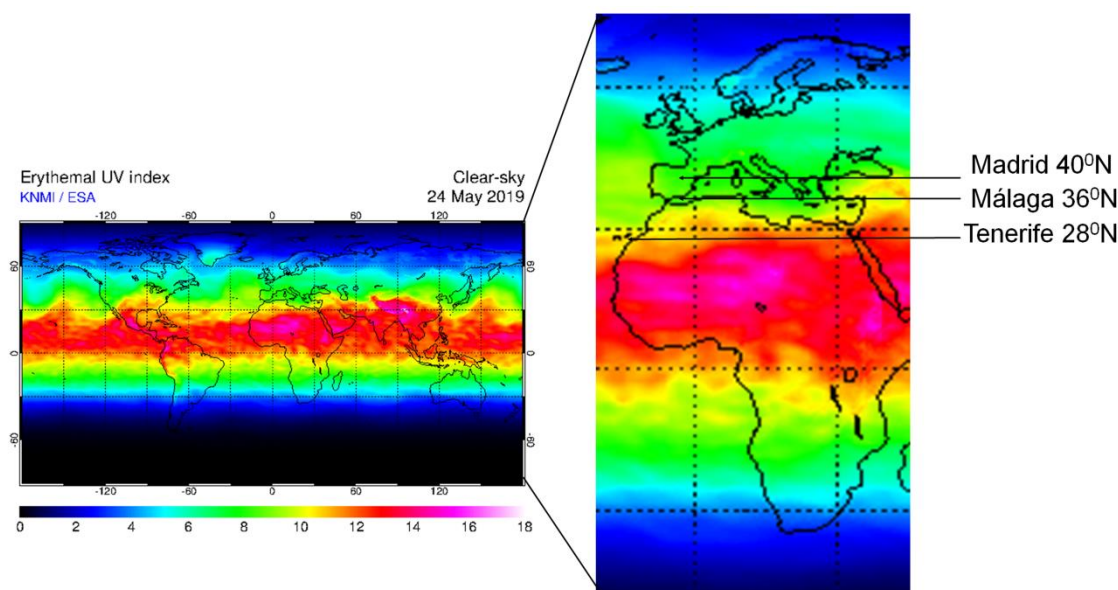 Erythemal UV index
KNMI / ESA
Clear-sky
24 May 2019
-120 -60 0 60 120
60 60
0 0
-60 -60
-120 -60 0 60 120
0 2 4 6 8 10 12 14 16 18
Madrid 40⁰N
Málaga 36⁰N
Tenerife 28⁰N